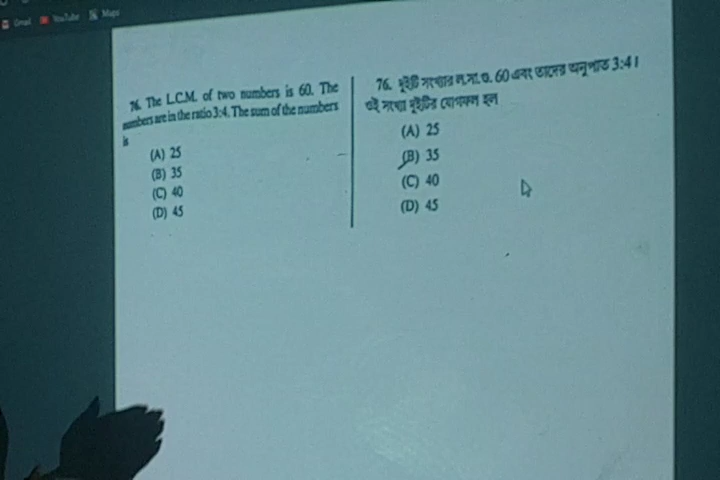 Gmail YouTube Maps
76. The L.C.M. of two numbers is 60. The
numbers are in the ratio 3:4. The sum of the numbers
is
(A) 25
(B) 35
(C) 40
(D) 45
76. দুইটি সংখ্যার ল.সা.গু. 60 এবং তাদের অনুপাত 3:4।
ঐই সংখ্যা দুইটির যোগফল হল
(A) 25
(B) 35
(C) 40
(D) 45